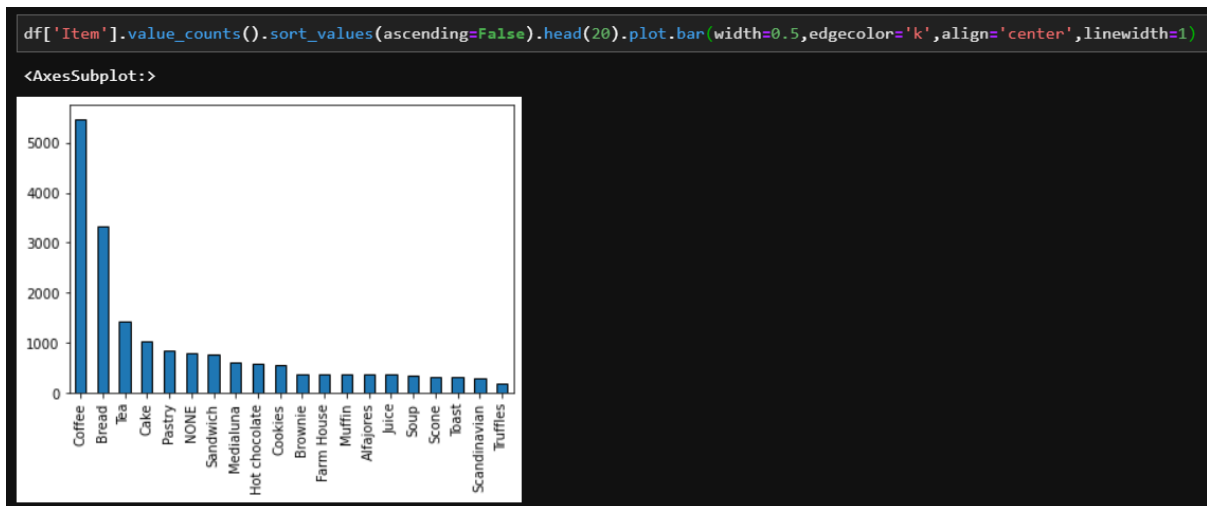 df['Item'].value_counts().sort_values(ascending=False).head(20).plot.bar(width=0.5,edgecolor='k',align='center',linewidth=1)
<AxesSubplot:>
5000
4000
3000
2000
1000
0
Coffee
Bread
Tea
Cake
Pastry
NONE
Sandwich
Medialuna
Hot chocolate
Cookies
Brownie
Farm House
Muffin
Alfajores
Juice
Soup
Scone
Toast
Scandinavian
Truffles